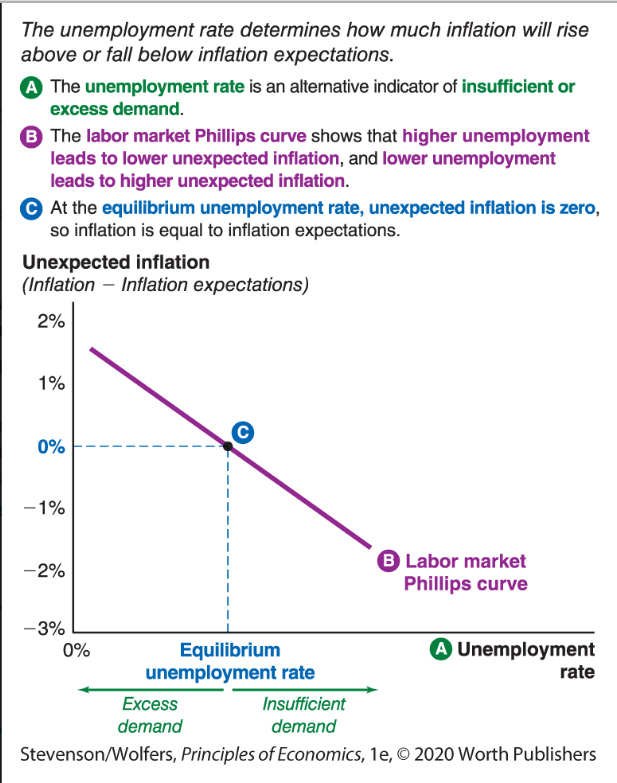 The unemployment rate determines how much inflation will rise
above or fall below inflation expectations.
A The unemployment rate is an alternative indicator of insufficient or
excess demand.
B The labor market Phillips curve shows that higher unemployment
leads to lower unexpected inflation, and lower unemployment
leads to higher unexpected inflation.
C At the equilibrium unemployment rate, unexpected inflation is zero,
so inflation is equal to inflation expectations.
Unexpected inflation
(Inflation – Inflation expectations)
2%
1%
C
0%
−1%
−2%
B Labor market
Phillips curve
−3%
0%
Equilibrium
unemployment rate
A Unemployment
rate
Excess
demand
Insufficient
demand
Stevenson/Wolfers, Principles of Economics, 1e, © 2020 Worth Publishers